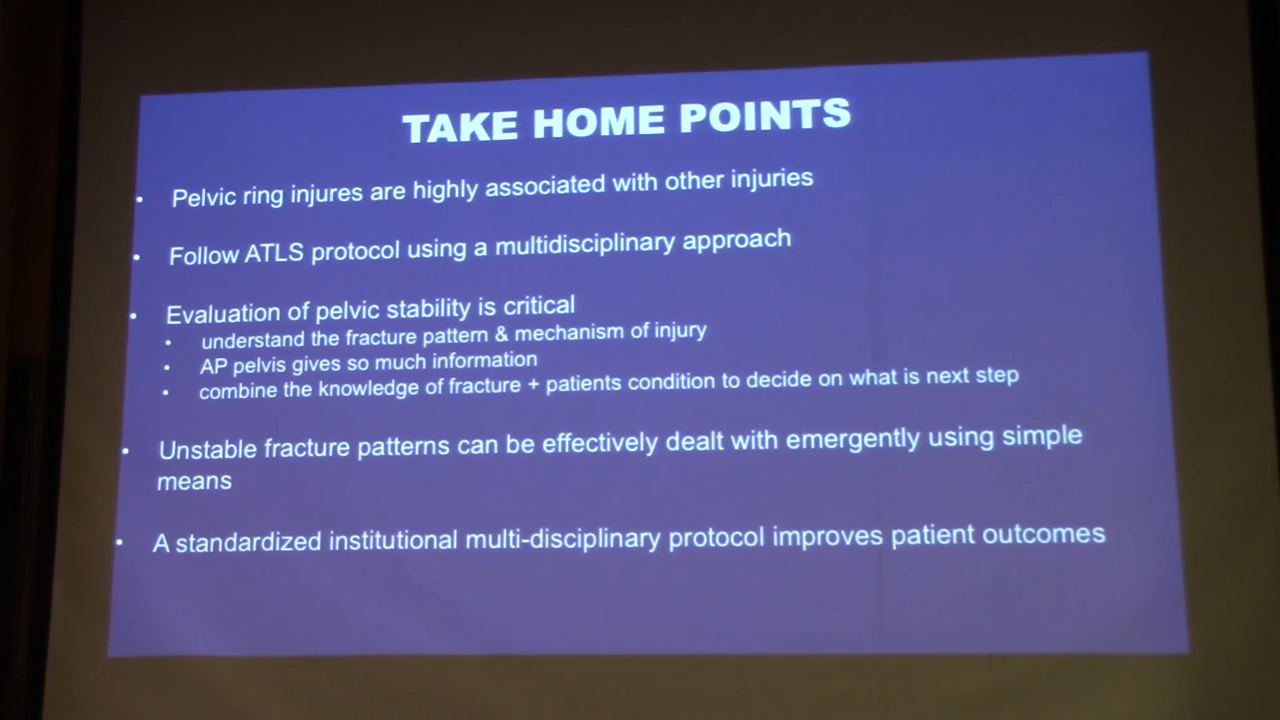 TAKE HOME POINTS
• Pelvic ring injures are highly associated with other injuries
• Follow ATLS protocol using a multidisciplinary approach
• Evaluation of pelvic stability is critical
• understand the fracture pattern & mechanism of injury
• AP pelvis gives so much information
• combine the knowledge of fracture + patients condition to decide on what is next step
• Unstable fracture patterns can be effectively dealt with emergently using simple
means
• A standardized institutional multi-disciplinary protocol improves patient outcomes